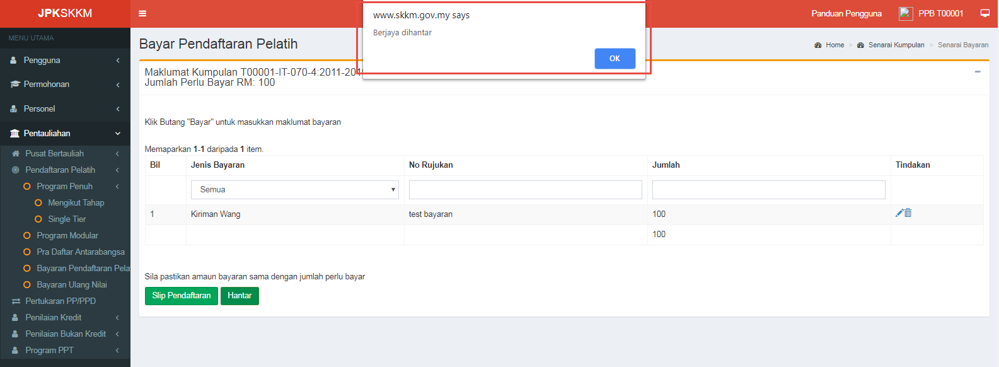 JPKSKKM
Panduan Pengguna
PPB T00001
www.skkm.gov.my says
Berjaya dihantar
OK
MENU UTAMA
Pengguna
Permohonan
Personel
Pentauliahan
Pusat Bertauliah
Pendaftaran Pelatih
Program Penuh
Mengikut Tahap
Single Tier
Program Modular
Pra Daftar Antarabangsa
Bayaran Pendaftaran Pela
Bayaran Ulang Nilai
Pertukaran PP/PPD
Penilaian Kredit
Penilaian Bukan Kredit
Program PPT
Bayar Pendaftaran Pelatih
Home > Senarai Kumpulan > Senarai Bayaran
Maklumat Kumpulan T00001-IT-070-4:2011-201
Jumlah Perlu Bayar RM: 100
Klik Butang "Bayar" untuk masukkan maklumat bayaran
Memaparkan 1-1 daripada 1 item.
Bil Jenis Bayaran No Rujukan Jumlah Tindakan
Semua
1 Kiriman Wang test bayaran 100
100
Sila pastikan amaun bayaran sama dengan jumlah perlu bayar
Slip Pendaftaran Hantar